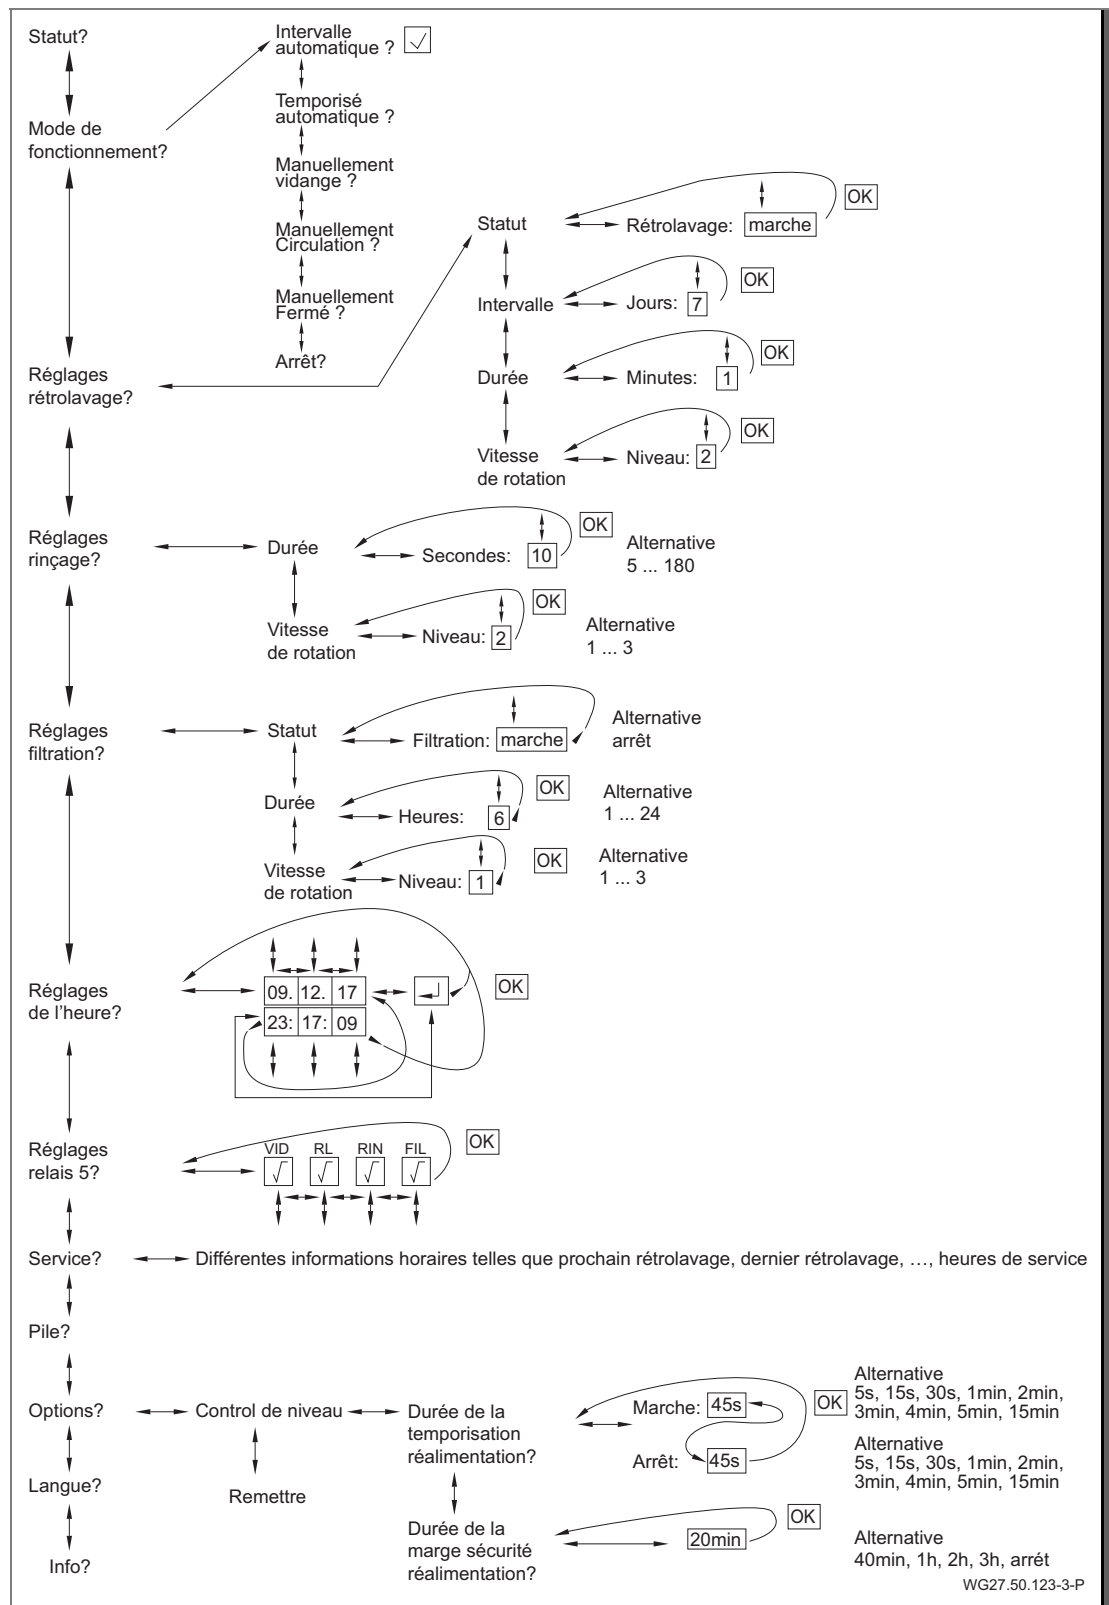 Statut?
Intervalle
automatique ?
Mode de
fonctionnement?
Temporisé
automatique ?
Manuellement
vidange ?
Manuellement
Circulation ?
Manuellement
Fermé ?
Arrêt?
Réglages
rétrolavage?
Statut
Rétrolavage: marche
OK
Intervalle
Jours: 7
OK
Durée
Minutes: 1
OK
Vitesse
de rotation
Niveau: 2
OK
Réglages
rinçage?
Durée
Secondes: 10
OK
Alternative
5 ... 180
Vitesse
de rotation
Niveau: 2
OK
Alternative
1 ... 3
Réglages
filtration?
Statut
Filtration: marche
Alternative
arrêt
Durée
Heures: 6
OK
Alternative
1 ... 24
Vitesse
de rotation
Niveau: 1
OK
Alternative
1 ... 3
Réglages
de l'heure?
09. 12. 17
23: 17: 09
OK
Réglages
relais 5?
VID RL RIN FIL
OK
Service?
Différentes informations horaires telles que prochain rétrolavage, dernier rétrolavage, …, heures de service
Pile?
Options?
Control de niveau
Remettre
Durée de la
temporisation
réalimentation?
Marche: 45s
OK
Alternative
5s, 15s, 30s, 1min, 2min,
3min, 4min, 5min, 15min
Arrêt: 45s
Alternative
5s, 15s, 30s, 1min, 2min,
3min, 4min, 5min, 15min
Langue?
Durée de la
marge sécurité
réalimentation?
20min
OK
Alternative
40min, 1h, 2h, 3h, arrét
Info?
WG27.50.123-3-P